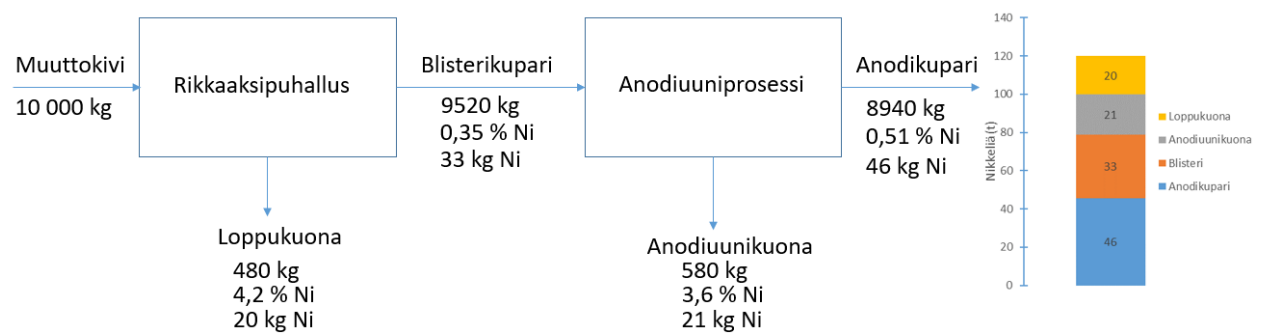 Muuttokivi
10 000 kg
Rikkaaksipuhallus
Blisterikupari
9520 kg
0,35 % Ni
33 kg Ni
Anodiuuniprosessi
Anodikupari
8940 kg
0,51 % Ni
46 kg Ni
Loppukuona
480 kg
4,2 % Ni
20 kg Ni
Anodiuunikuona
580 kg
3,6 % Ni
21 kg Ni
Nikkeliä (t)
140
120
100
80
60
40
20
0
20
21
33
46
Loppukuona
Anodiuunikuona
Blisteri
Anodikupari